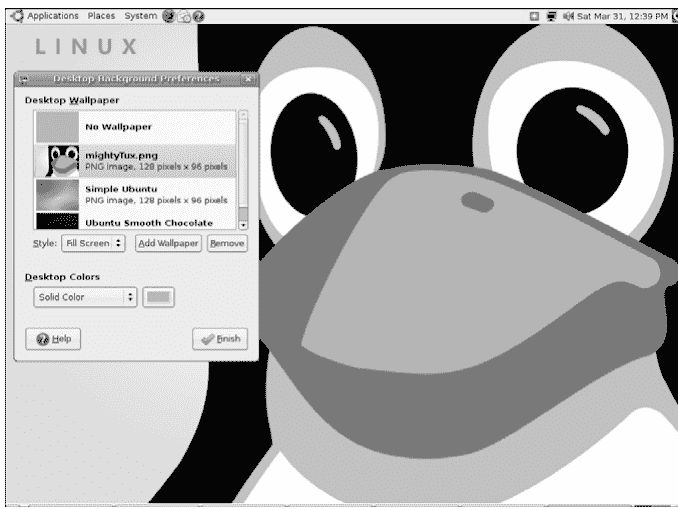 Applications Places System
Sat Mar 31, 12:39 PM
LINUX
Desktop Background Preferences
Desktop Wallpaper
No Wallpaper
mightyTux.png
PNG image, 128 pixels x 96 pixels
Simple Ubuntu
PNG image, 128 pixels x 96 pixels
Ubuntu Smooth Chocolate
Style: Fill Screen Add Wallpaper Remove
Desktop Colors
Solid Color
Help Finish